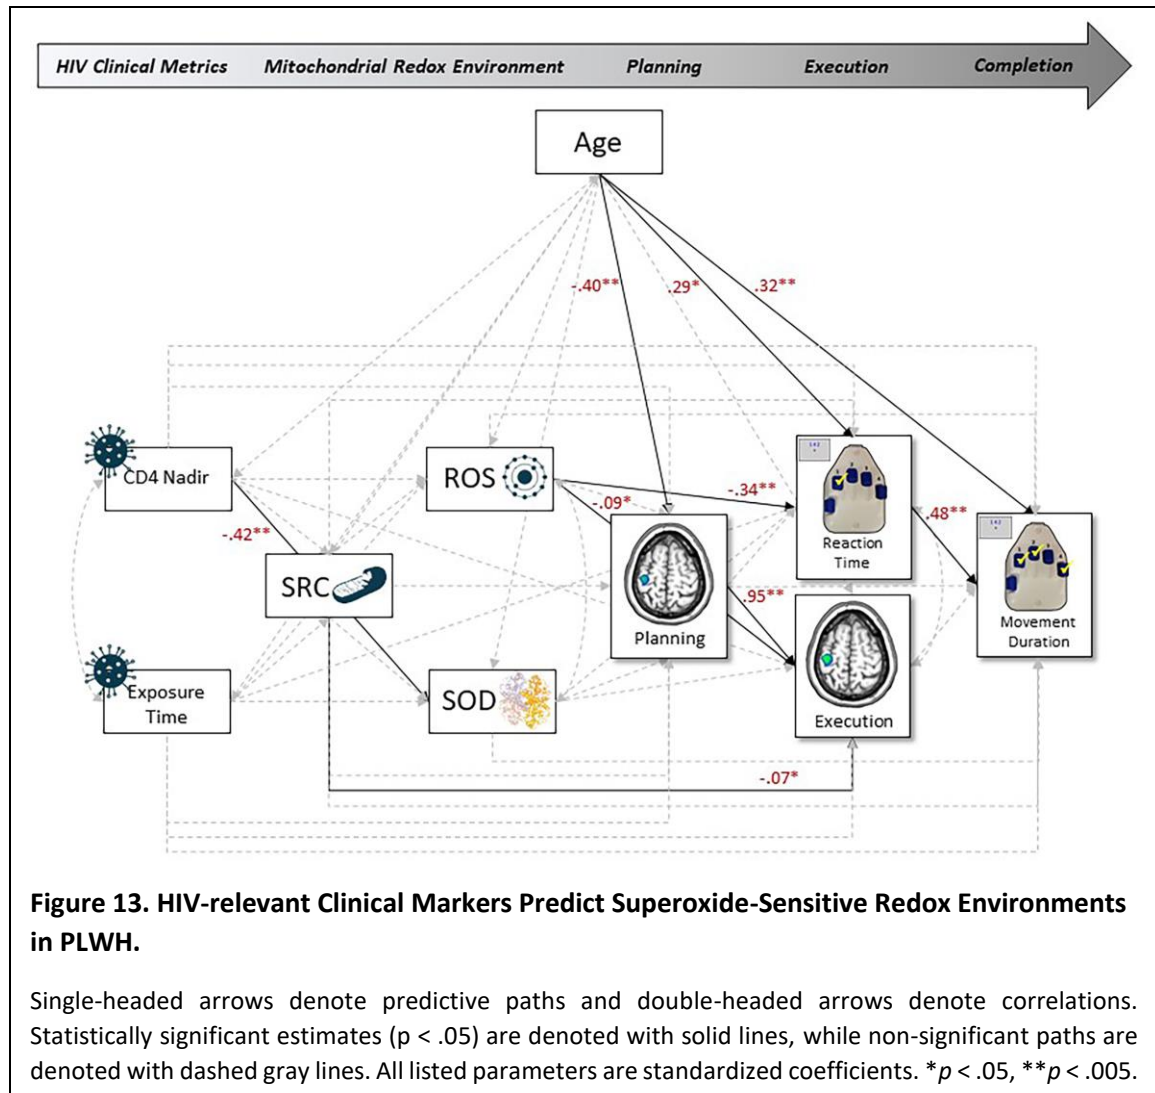 HIV Clinical Metrics Mitochondrial Redox Environment Planning Execution Completion
Age
-.40** .29* .32**
CD4 Nadir
ROS
-.42**
-.09*
-.34**
.48**
Reaction
Time
SRC
Planning
.95**
Movement
Duration
Exposure
Time
SOD
Execution
-.07*
Figure 13. HIV-relevant Clinical Markers Predict Superoxide-Sensitive Redox Environments
in PLWH.
Single-headed arrows denote predictive paths and double-headed arrows denote correlations.
Statistically significant estimates (p < .05) are denoted with solid lines, while non-significant paths are
denoted with dashed gray lines. All listed parameters are standardized coefficients. *p < .05, **p < .005.